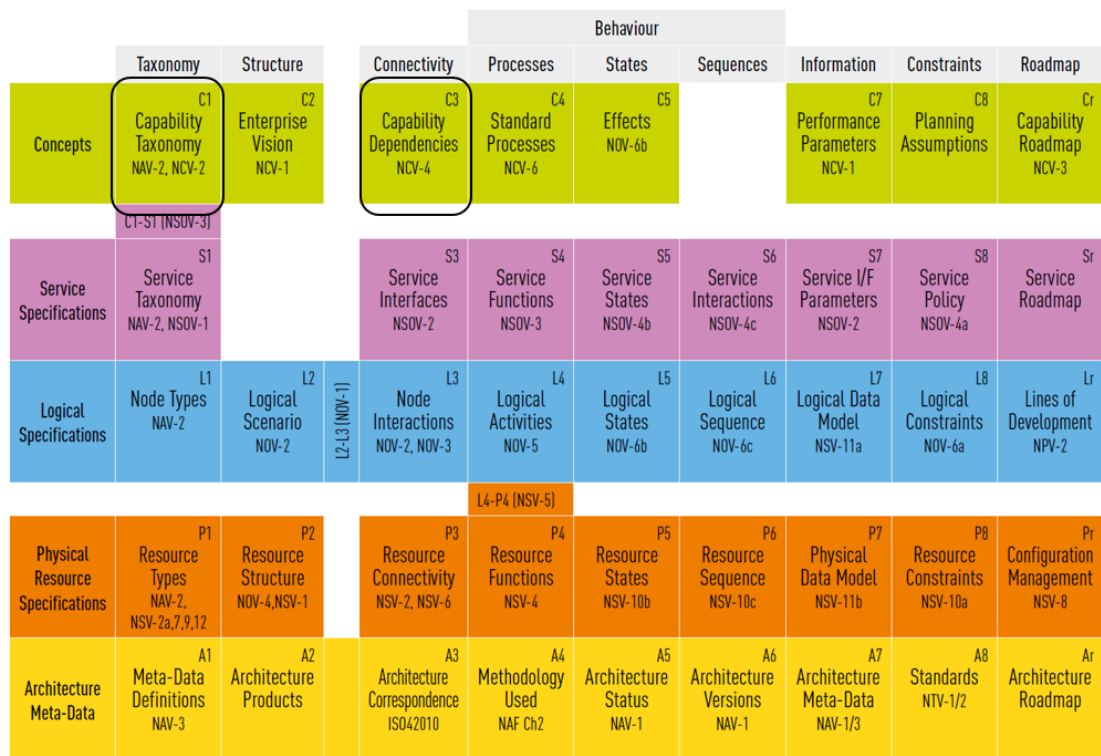 Behaviour
Taxonomy Structure Connectivity Processes States Sequences Information Constraints Roadmap
Concepts
C1
Capability
Taxonomy
NAV-2, NCV-2
C2
Enterprise
Vision
NCV-1
C3
Capability
Dependencies
NCV-4
C4
Standard
Processes
NCV-6
C5
Effects
NOV-6b
C7
Performance
Parameters
NCV-1
C8
Planning
Assumptions
Cr
Capability
Roadmap
NCV-3
C1-S1 (NSOV-3)
Service
Specifications
S1
Service
Taxonomy
NAV-2, NSOV-1
S3
Service
Interfaces
NSOV-2
S4
Service
Functions
NSOV-3
S5
Service
States
NSOV-4b
S6
Service
Interactions
NSOV-4c
S7
Service I/F
Parameters
NSOV-2
S8
Service
Policy
NSOV-4a
Sr
Service
Roadmap
Logical
Specifications
L1
Node Types
NAV-2
L2
Logical
Scenario
NOV-2
L2-L3 (NOV-1)
L3
Node
Interactions
NOV-2, NOV-3
L4
Logical
Activities
NOV-5
L5
Logical
States
NOV-6b
L6
Logical
Sequence
NOV-6c
L7
Logical Data
Model
NSV-11a
L8
Logical
Constraints
NOV-6a
Lr
Lines of
Development
NPV-2
L4-P4 (NSV-5)
Physical
Resource
Specifications
P1
Resource
Types
NAV-2,
NSV-2a,7,9,12
P2
Resource
Structure
NOV-4,NSV-1
P3
Resource
Connectivity
NSV-2, NSV-6
P4
Resource
Functions
NSV-4
P5
Resource
States
NSV-10b
P6
Resource
Sequence
NSV-10c
P7
Physical
Data Model
NSV-11b
P8
Resource
Constraints
NSV-10a
Pr
Configuration
Management
NSV-8
Architecture
Meta-Data
A1
Meta-Data
Definitions
NAV-3
A2
Architecture
Products
A3
Architecture
Correspondence
ISO42010
A4
Methodology
Used
NAF Ch2
A5
Architecture
Status
NAV-1
A6
Architecture
Versions
NAV-1
A7
Architecture
Meta-Data
NAV-1/3
A8
Standards
NTV-1/2
Ar
Architecture
Roadmap